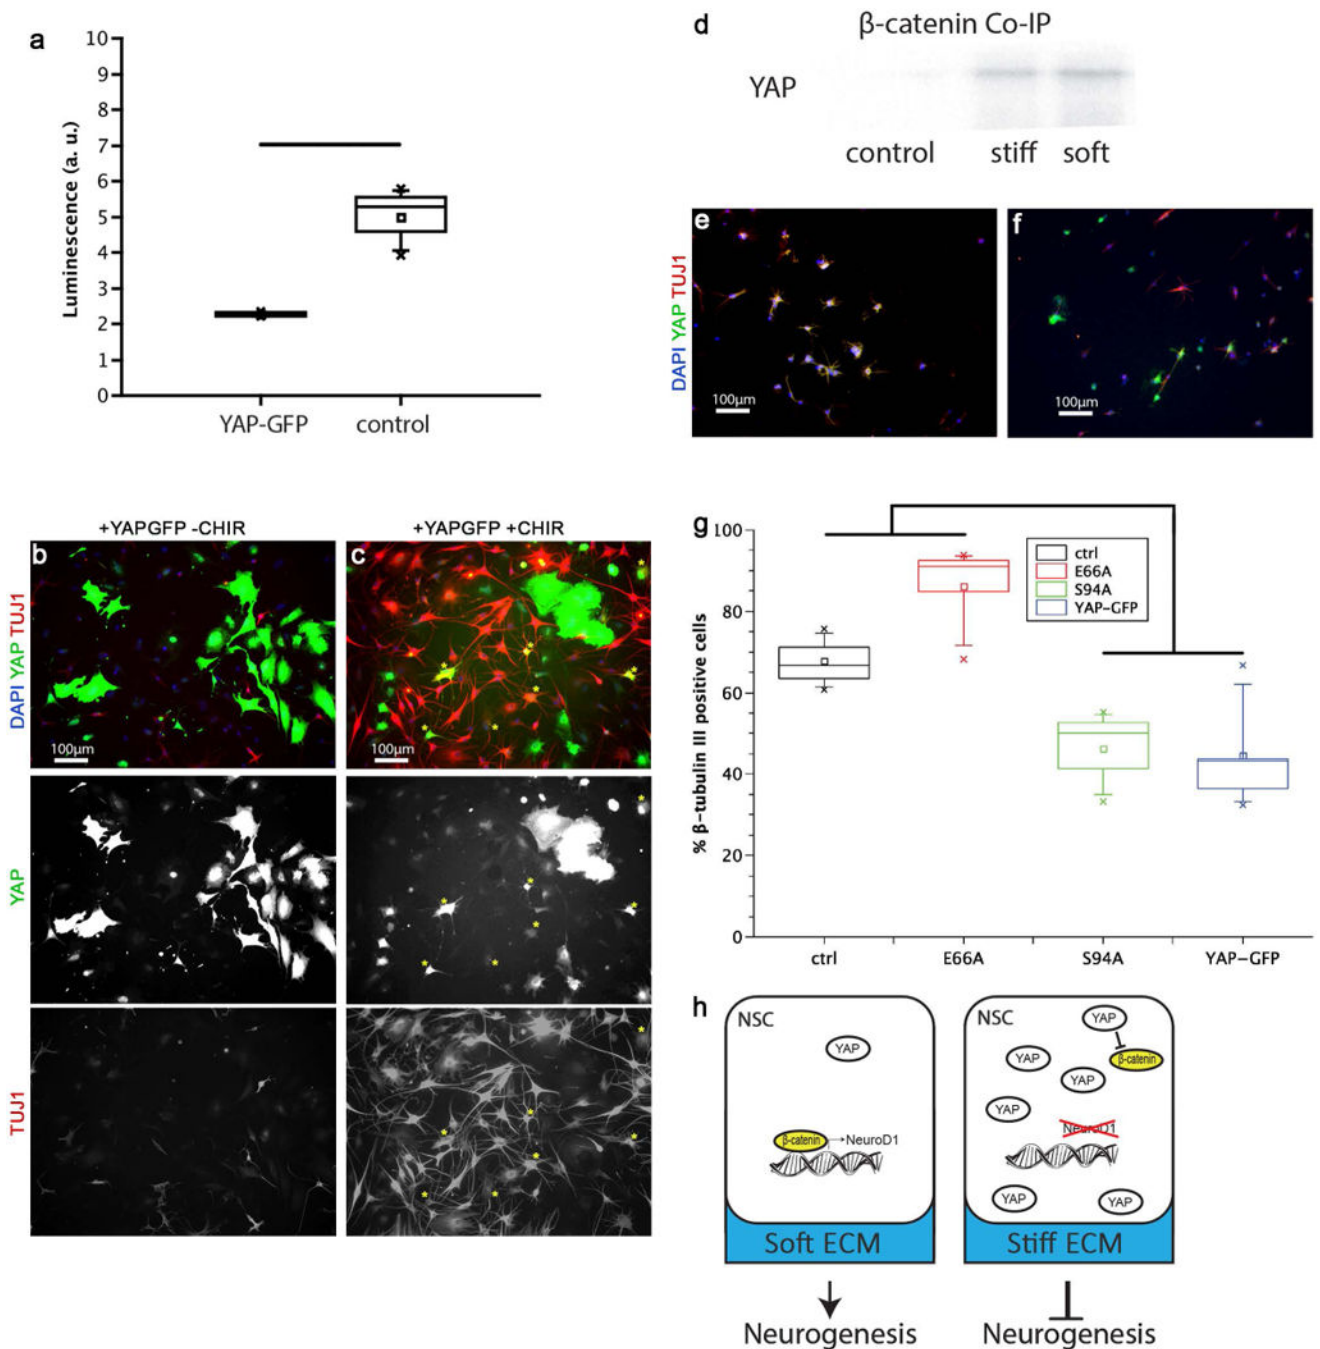 a
10
9
8
7
6
5
4
3
2
1
0
Luminescence (a. u.)
YAP-GFP control
d
β-catenin Co-IP
YAP
control stiff soft
DAPI YAP TUJ1
e
100μm
f
100μm
+YAPGFP -CHIR
+YAPGFP +CHIR
DAPI YAP TUJ1
b
100μm
c
100μm
YAP
TUJ1
g
100
80
60
40
20
0
% β-tubulin III positive cells
ctrl
E66A
S94A
YAP-GFP
ctrl E66A S94A YAP-GFP
h
NSC
YAP
β-catenin
NeuroD1
Soft ECM
Neurogenesis
NSC
YAP
β-catenin
YAP
YAP
YAP
NeuroD1
YAP
YAP
Stiff ECM
Neurogenesis